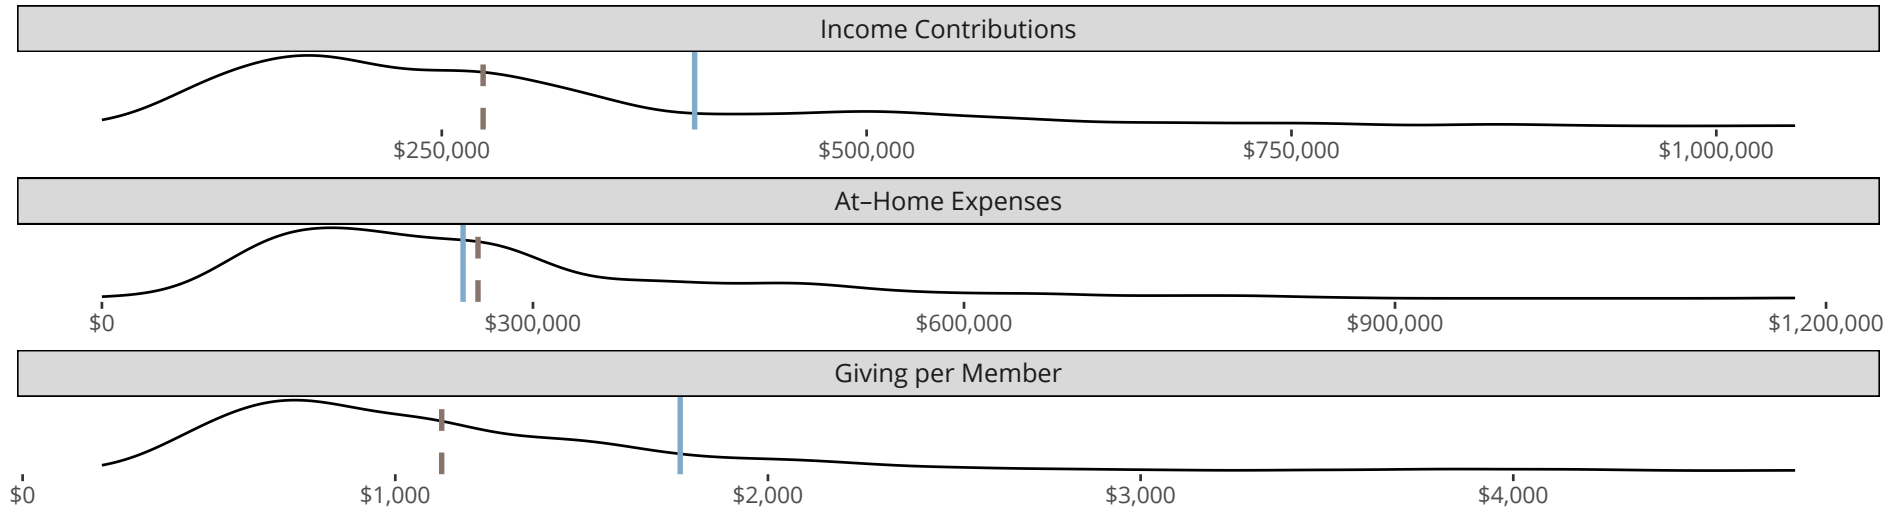 Income Contributions
$250,000 $500,000 $750,000 $1,000,000
At–Home Expenses
$0 $300,000 $600,000 $900,000 $1,200,000
Giving per Member
$0 $1,000 $2,000 $3,000 $4,000